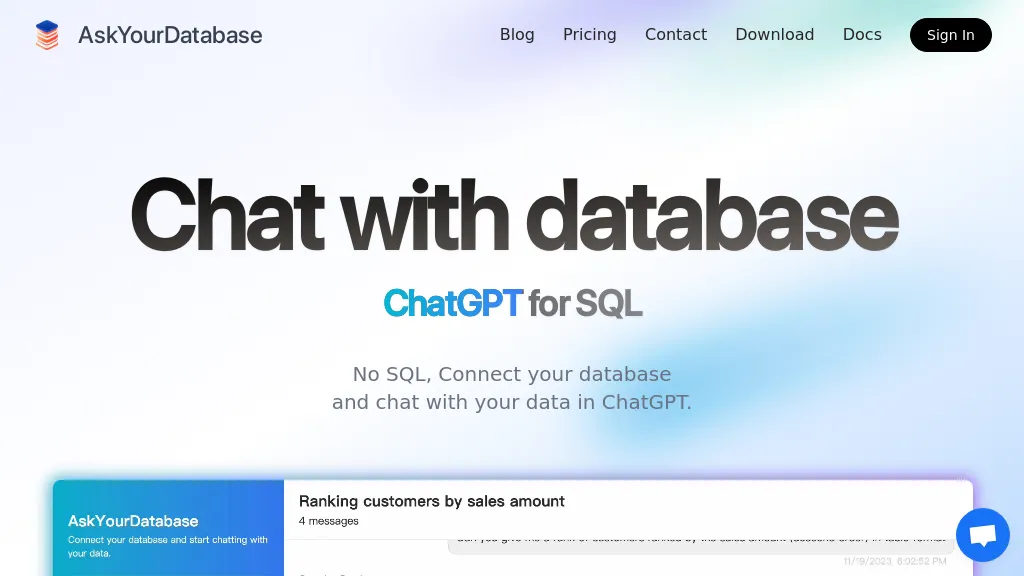 AskYourDatabase
Blog Pricing Contact Download Docs Sign In
Chat with database
ChatGPT for SQL
No SQL, Connect your database
and chat with your data in ChatGPT.
AskYourDatabase
Connect your database and start chatting with
your data.
Ranking customers by sales amount
4 messages
11/19/2023, 6:02:52 PM